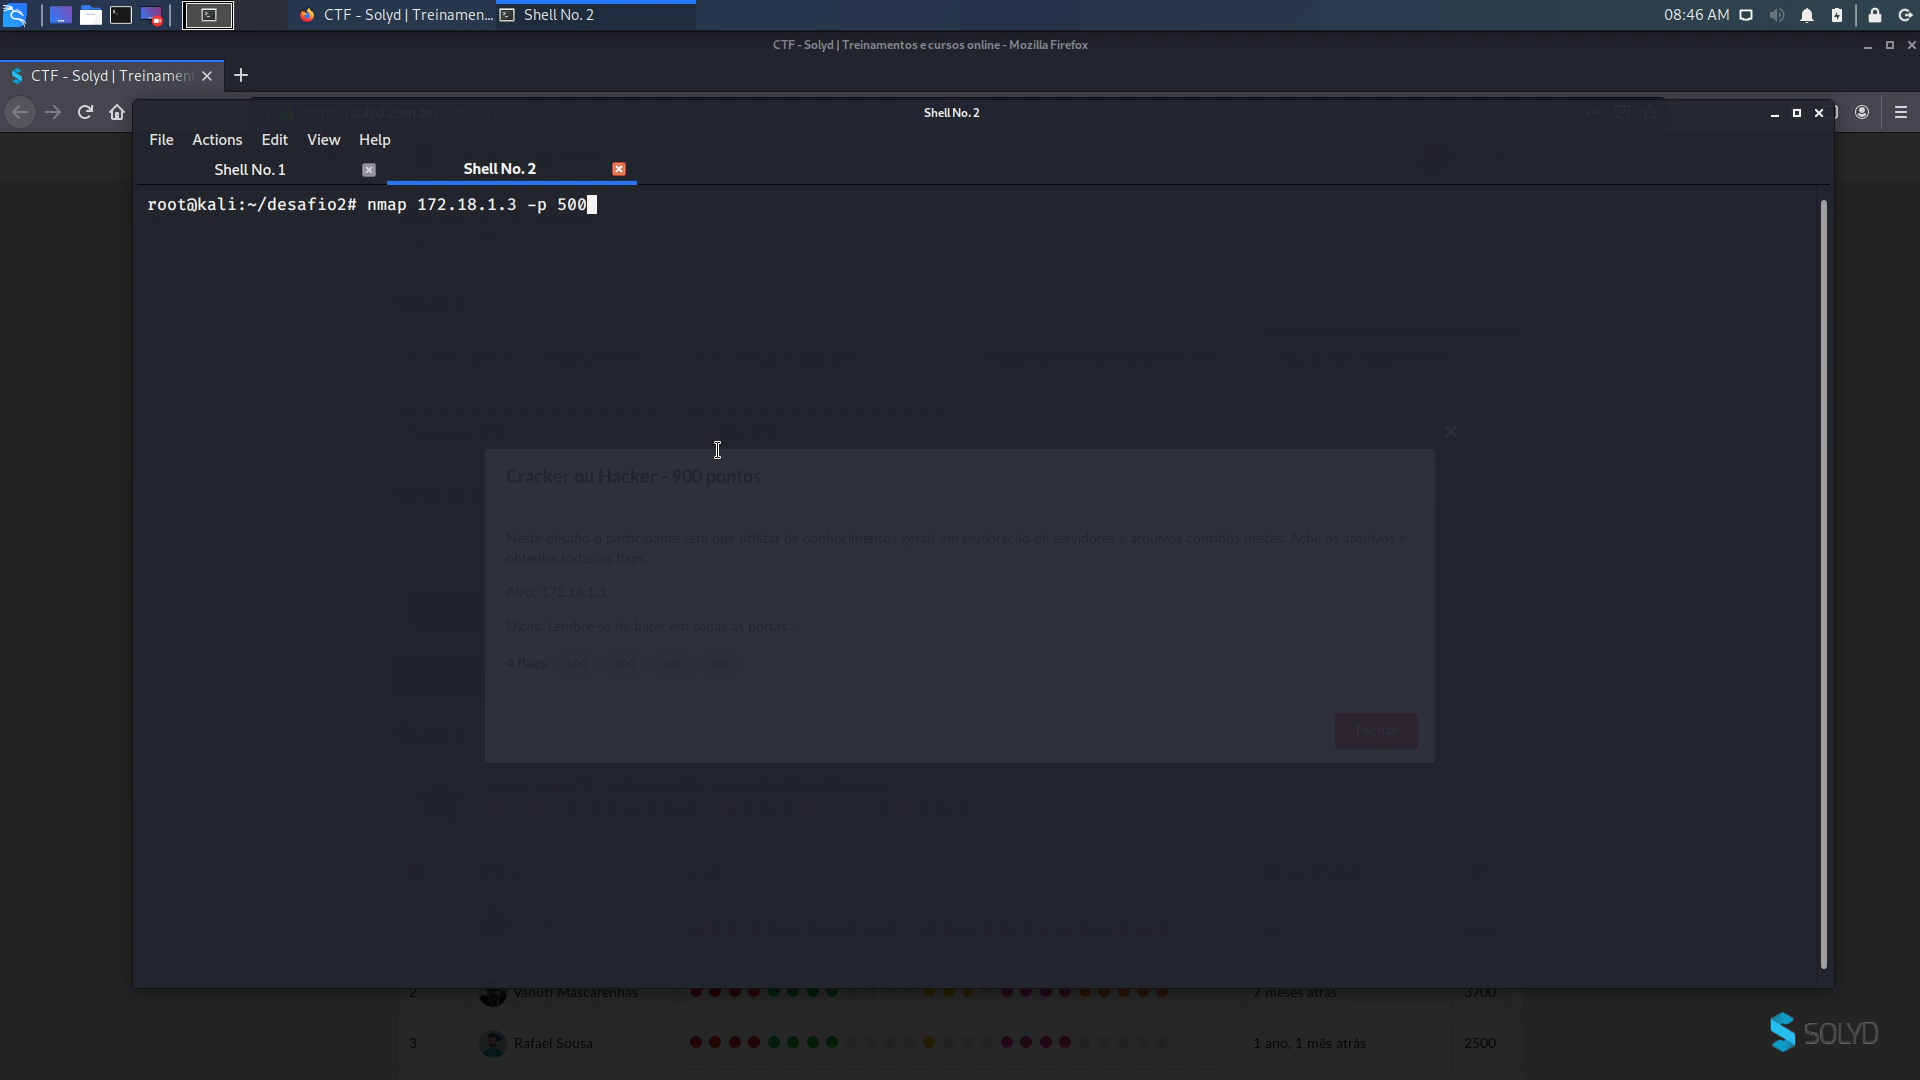 CTF - Solyd | Treinamen...
Shell No. 2
08:46 AM
CTF - Solyd | Treinamentos e cursos online - Mozilla Firefox
CTF - Solyd | Treinament
Shell No. 2
File Actions Edit View Help
Shell No. 1
Shell No. 2
root@kali:~/desafio2# nmap 172.18.1.3 -p 500
Cracker ou Hacker - 900 pontos
Neste desafio o participante terá que utilizar de conhecimentos gerais em exploração de servidores e arquivos contidos nestes. Ache os arquivos e
obtenha todas as flags.
Alvo: 172.18.1.3
Dicas: Lembre-se de bater em todas as portas...
4 flags: 100 200 200 400
Fechar
2 Vanuti Mascarenhas 7 meses atrás 3700
3 Rafael Sousa 1 ano, 1 mês atrás 2500
SOLYD